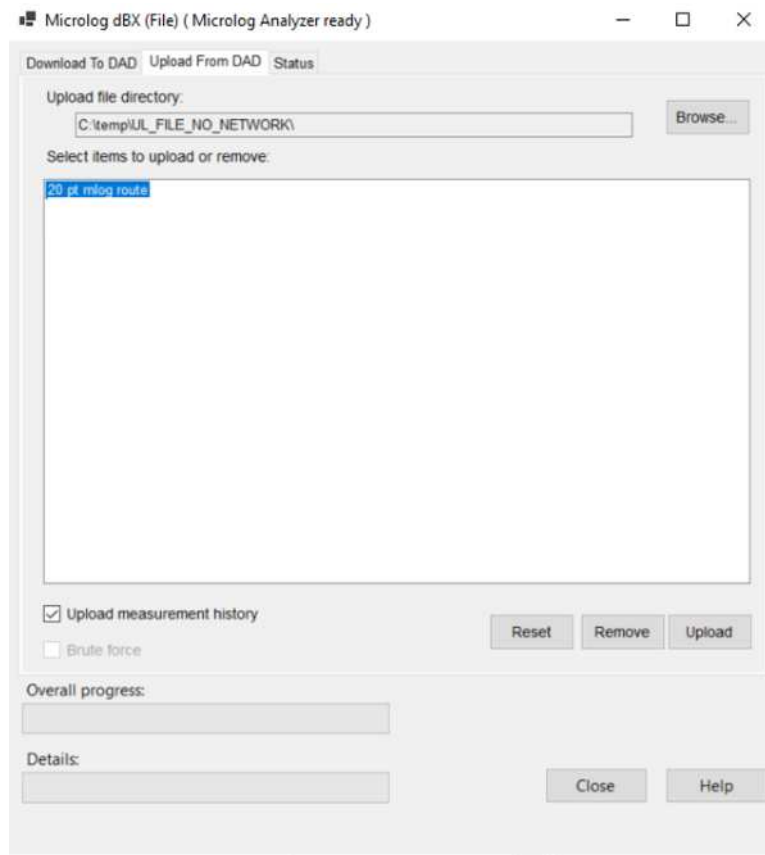 Microlog dBX (File) ( Microlog Analyzer ready )
Download To DAD Upload From DAD Status
Upload file directory:
C:\temp\UL_FILE_NO_NETWORK\
Browse...
Select items to upload or remove:
20 pt mlog route
Upload measurement history
Reset Remove Upload
Brute force
Overall progress:
Details:
Close Help